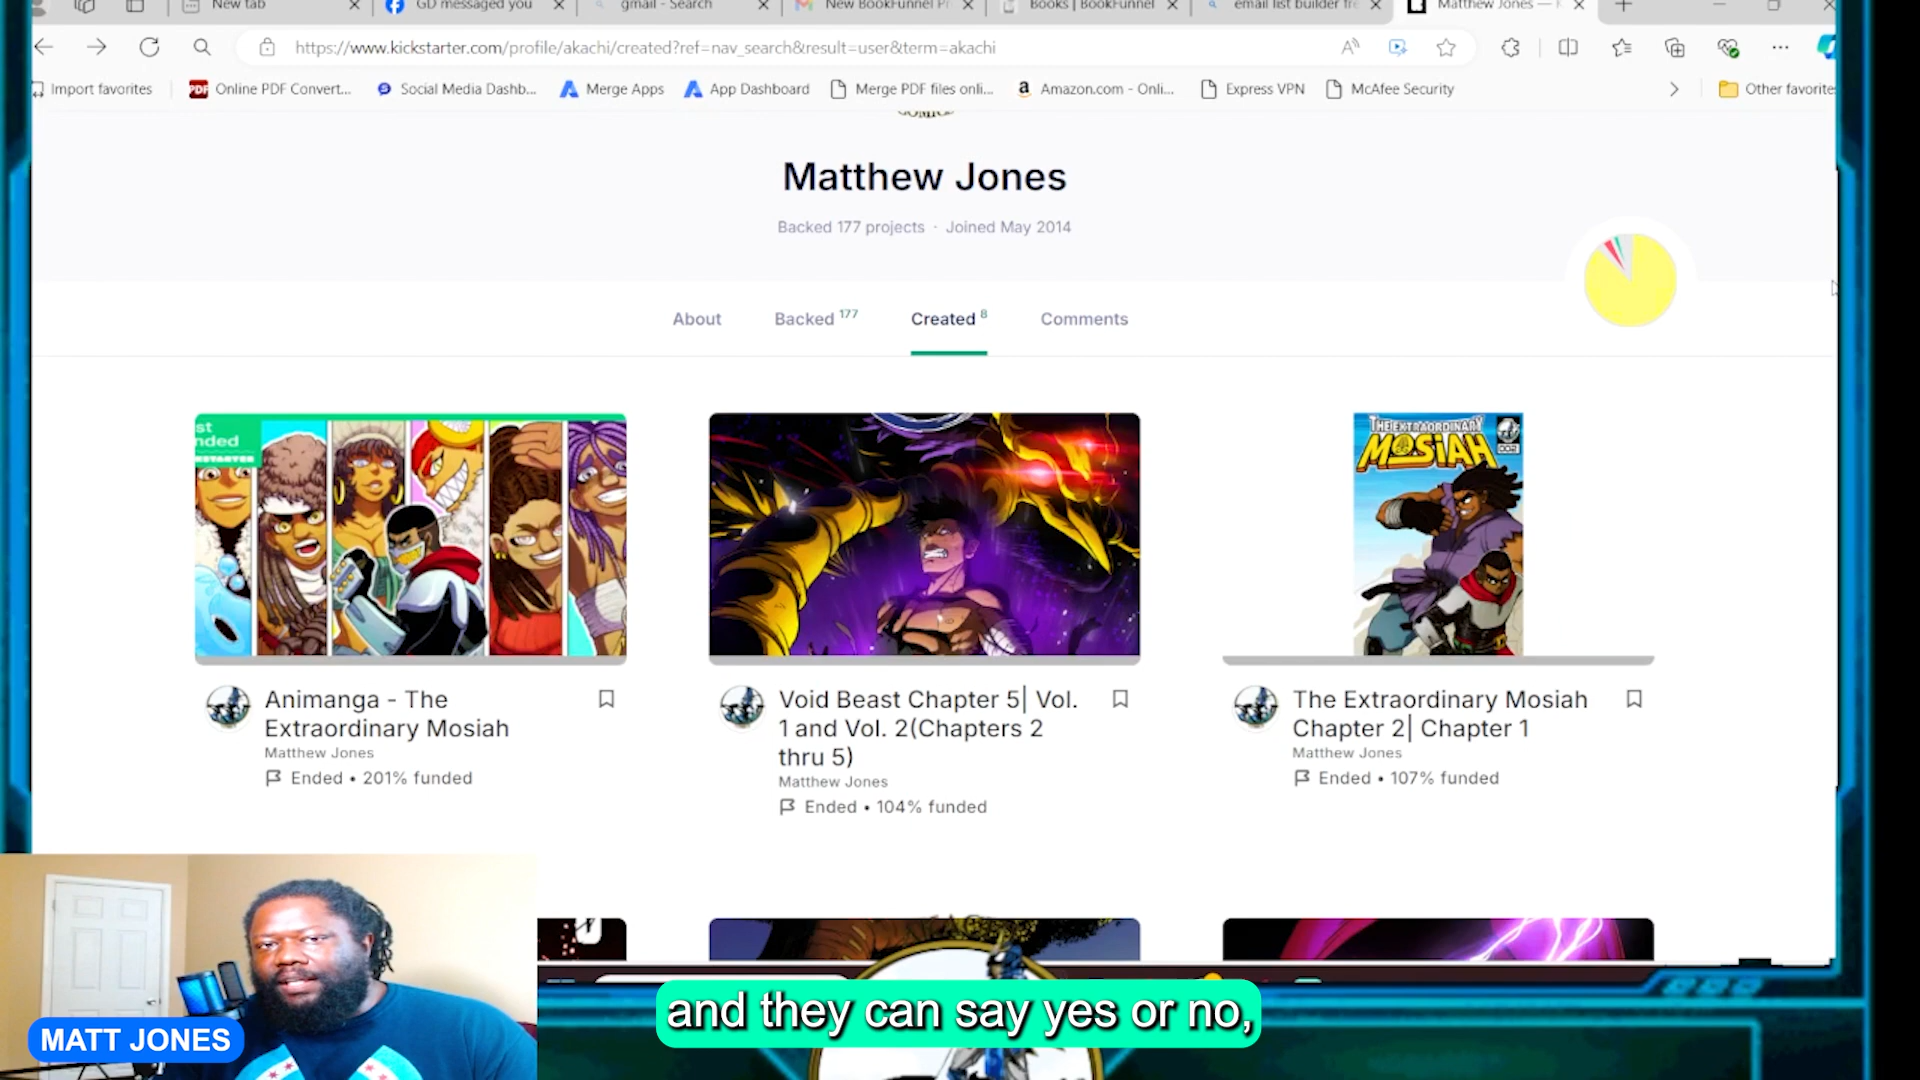 New tab
GD messaged you
gmail - Search
New BookFunnel P
Books | BookFunnel
email list builder fre
Matthew Jones —
https://www.kickstarter.com/profile/akachi/created?ref=nav_search&result=user&term=akachi
Import favorites
Online PDF Convert...
Social Media Dashb...
Merge Apps
App Dashboard
Merge PDF files onli...
Amazon.com - Onli...
Express VPN
McAfee Security
Other favorites
COMICS
Matthew Jones
Backed 177 projects · Joined May 2014
About
Backed 177
Created 8
Comments
st
nded
KSTARTER
THE EXTRAORDINARY
MOSIAH
Animanga - The
Extraordinary Mosiah
Matthew Jones
Ended • 201% funded
Void Beast Chapter 5| Vol.
1 and Vol. 2(Chapters 2
thru 5)
Matthew Jones
Ended • 104% funded
The Extraordinary Mosiah
Chapter 2| Chapter 1
Matthew Jones
Ended • 107% funded
and they can say yes or no,
MATT JONES